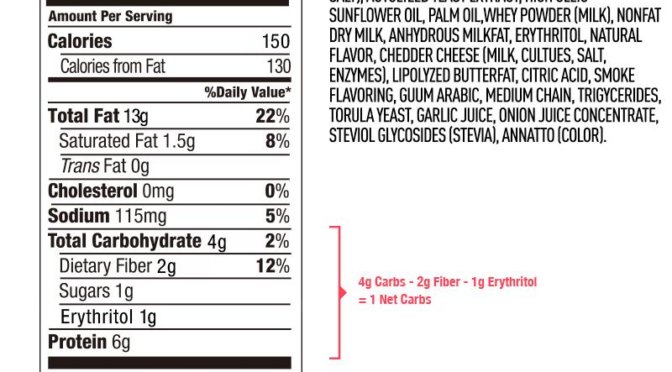 Amount Per Serving
Calories 150
Calories from Fat 130
%Daily Value*
Total Fat 13g 22%
Saturated Fat 1.5g 8%
Trans Fat 0g
Cholesterol 0mg 0%
Sodium 115mg 5%
Total Carbohydrate 4g 2%
Dietary Fiber 2g 12%
Sugars 1g
Erythritol 1g
Protein 6g
SUNFLOWER OIL, PALM OIL,WHEY POWDER (MILK), NONFAT
DRY MILK, ANHYDROUS MILKFAT, ERYTHRITOL, NATURAL
FLAVOR, CHEDDER CHEESE (MILK, CULTUES, SALT,
ENZYMES), LIPOLYZED BUTTERFAT, CITRIC ACID, SMOKE
FLAVORING, GUUM ARABIC, MEDIUM CHAIN, TRIGYCERIDES,
TORULA YEAST, GARLIC JUICE, ONION JUICE CONCENTRATE,
STEVIOL GLYCOSIDES (STEVIA), ANNATTO (COLOR).
4g Carbs - 2g Fiber - 1g Erythritol
= 1 Net Carbs